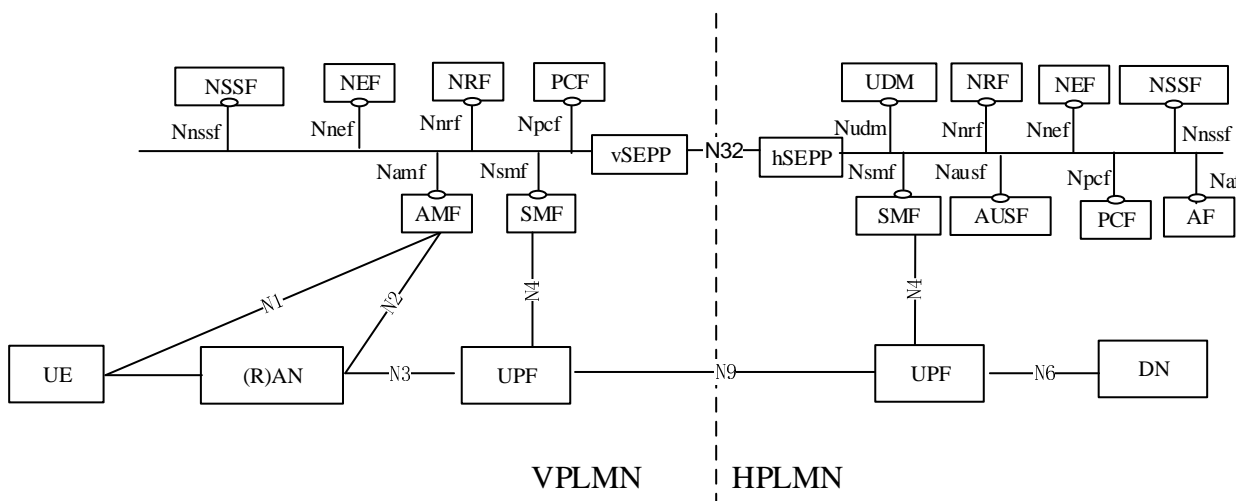 NSSF
NEF
NRF
PCF
UDM
NRF
NEF
NSSF
Nnssf
Nnef
Nnrf
Npcf
Nudm
Nnrf
Nnef
Nnssf
vSEPP
N32
hSEPP
Namf
Nsmf
Nsmf
Nausf
Npcf
AMF
SMF
SMF
AUSF
PCF
AF
N1
N2
N4
N4
UE
(R)AN
N3
UPF
N9
UPF
N6
DN
VPLMN
HPLMN